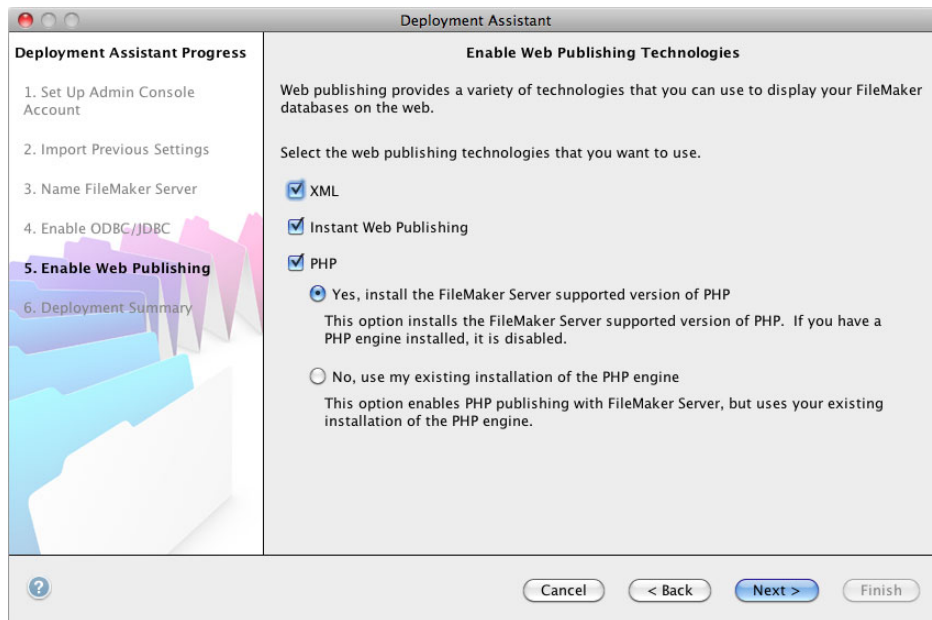 Deployment Assistant
Deployment Assistant Progress
1. Set Up Admin Console
Account
2. Import Previous Settings
3. Name FileMaker Server
4. Enable ODBC/JDBC
5. Enable Web Publishing
6. Deployment Summary
Enable Web Publishing Technologies
Web publishing provides a variety of technologies that you can use to display your FileMaker
databases on the web.
Select the web publishing technologies that you want to use.
XML
Instant Web Publishing
PHP
Yes, install the FileMaker Server supported version of PHP
This option installs the FileMaker Server supported version of PHP. If you have a
PHP engine installed, it is disabled.
No, use my existing installation of the PHP engine
This option enables PHP publishing with FileMaker Server, but uses your existing
installation of the PHP engine.
?
Cancel
< Back
Next >
Finish